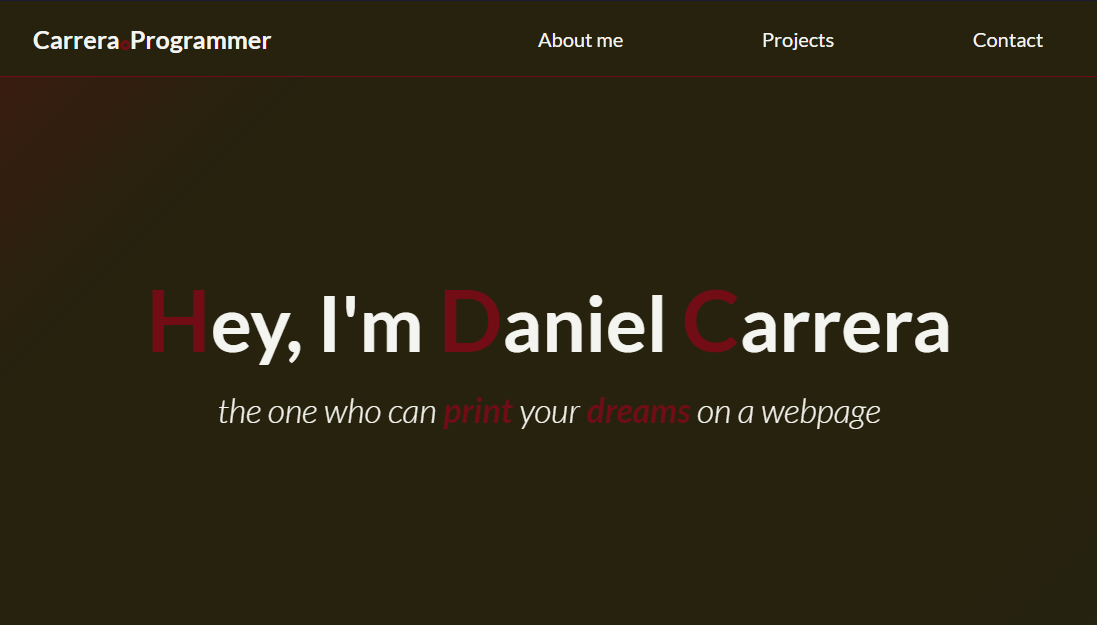 Carrera Programmer
About me
Projects
Contact
Hey, I'm Daniel Carrera
the one who can print your dreams on a webpage